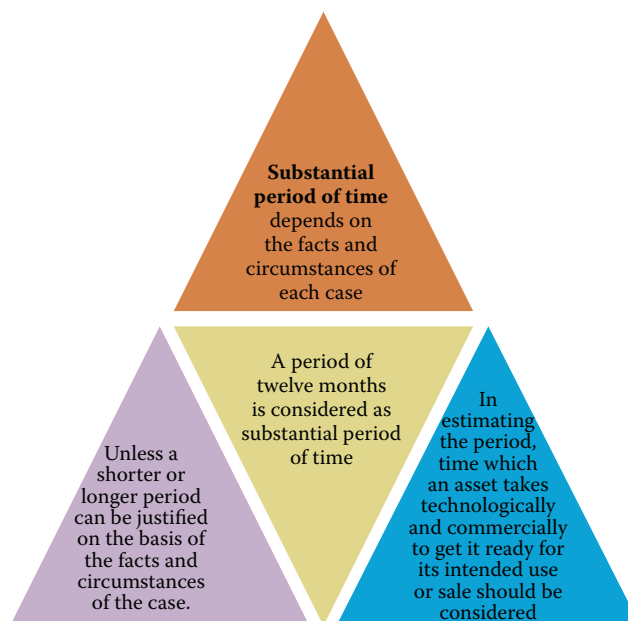 Substantial
period of time
depends on
the facts and
circumstances of
each case
A period of
twelve months
is considered as
substantial period
of time
Unless a
shorter or
longer period
can be justified
on the basis of
the facts and
circumstances
of the case.
In
estimating
the period,
time which
an asset takes
technologically
and commercially
to get it ready for
its intended use
or sale should be
considered